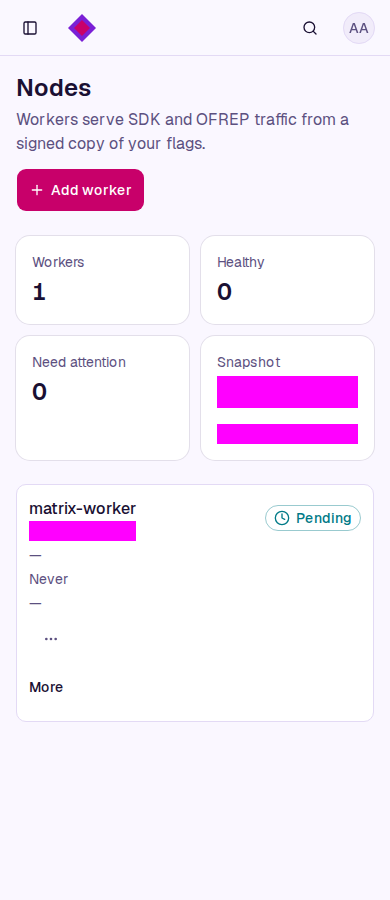 AA
Nodes
Workers serve SDK and OFREP traffic from a
signed copy of your flags.
Add worker
Workers
1
Healthy
0
Need attention
0
Snapshot
matrix-worker
Pending
—
Never
—
...
More